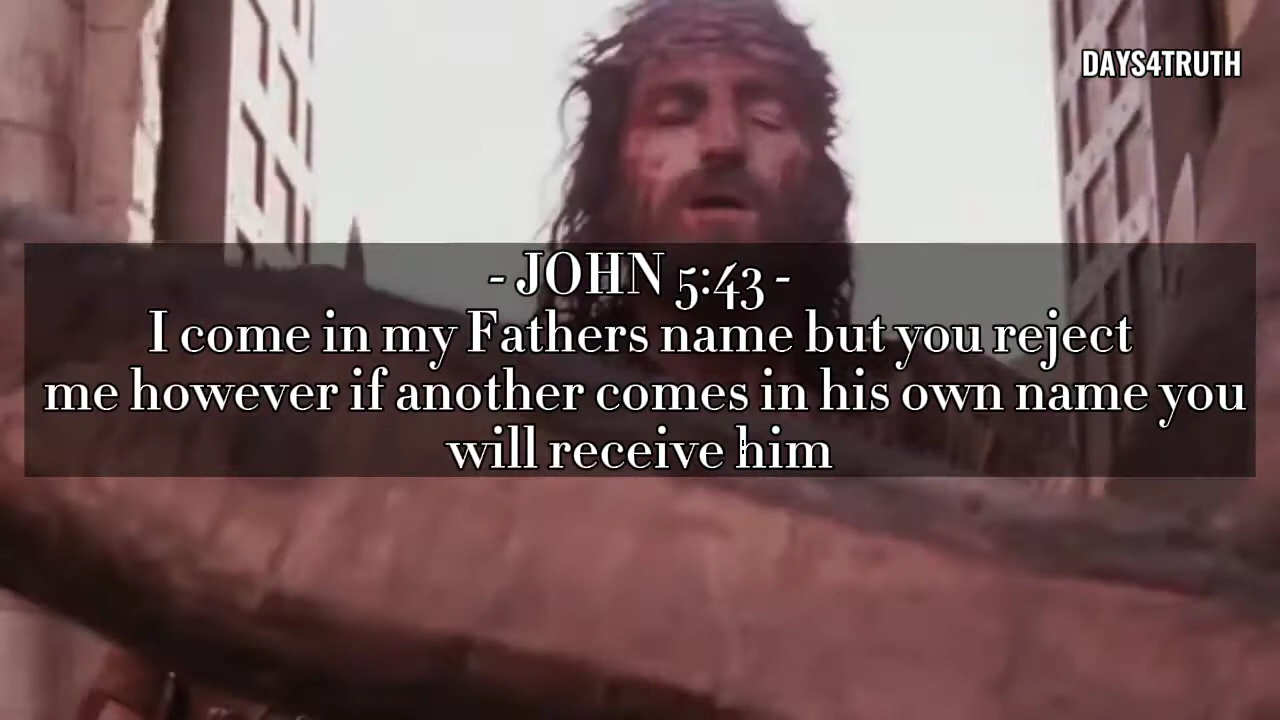 DAYS4TRUTH
- JOHN 5:43 -
I come in my Fathers name but you reject
me however if another comes in his own name you
will receive him